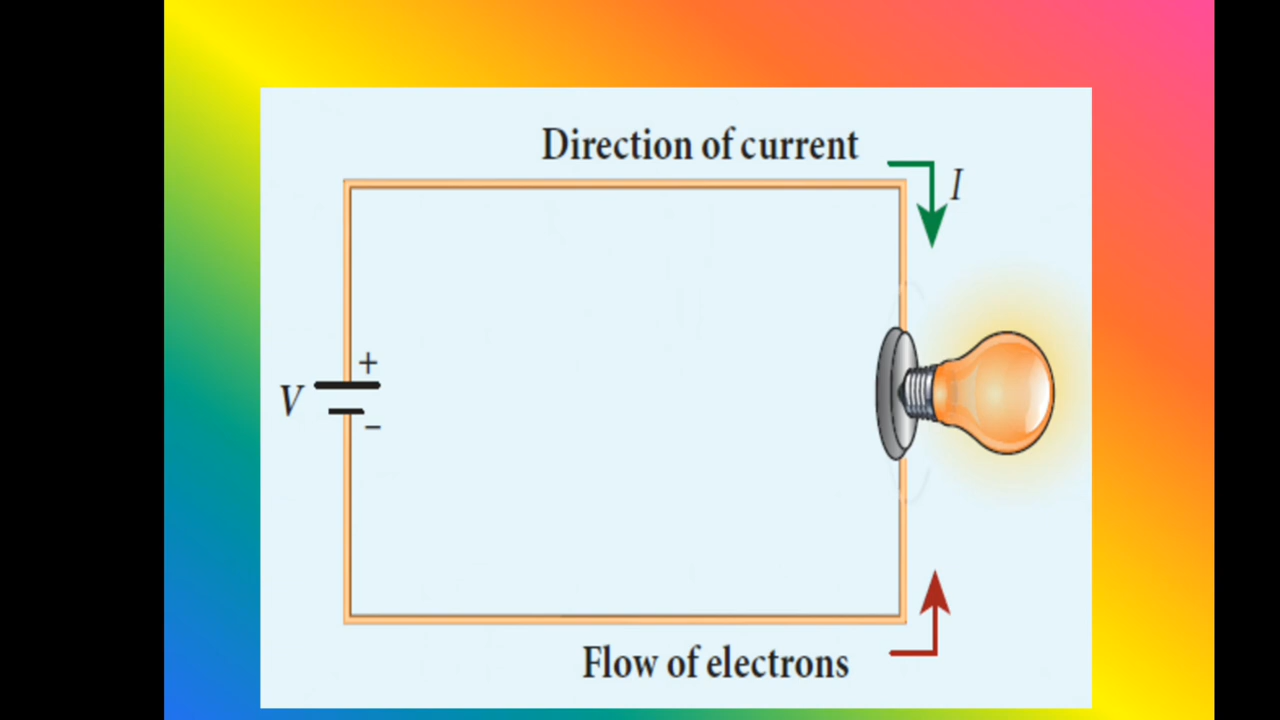 Direction of current
I
+
V
−
Flow of electrons